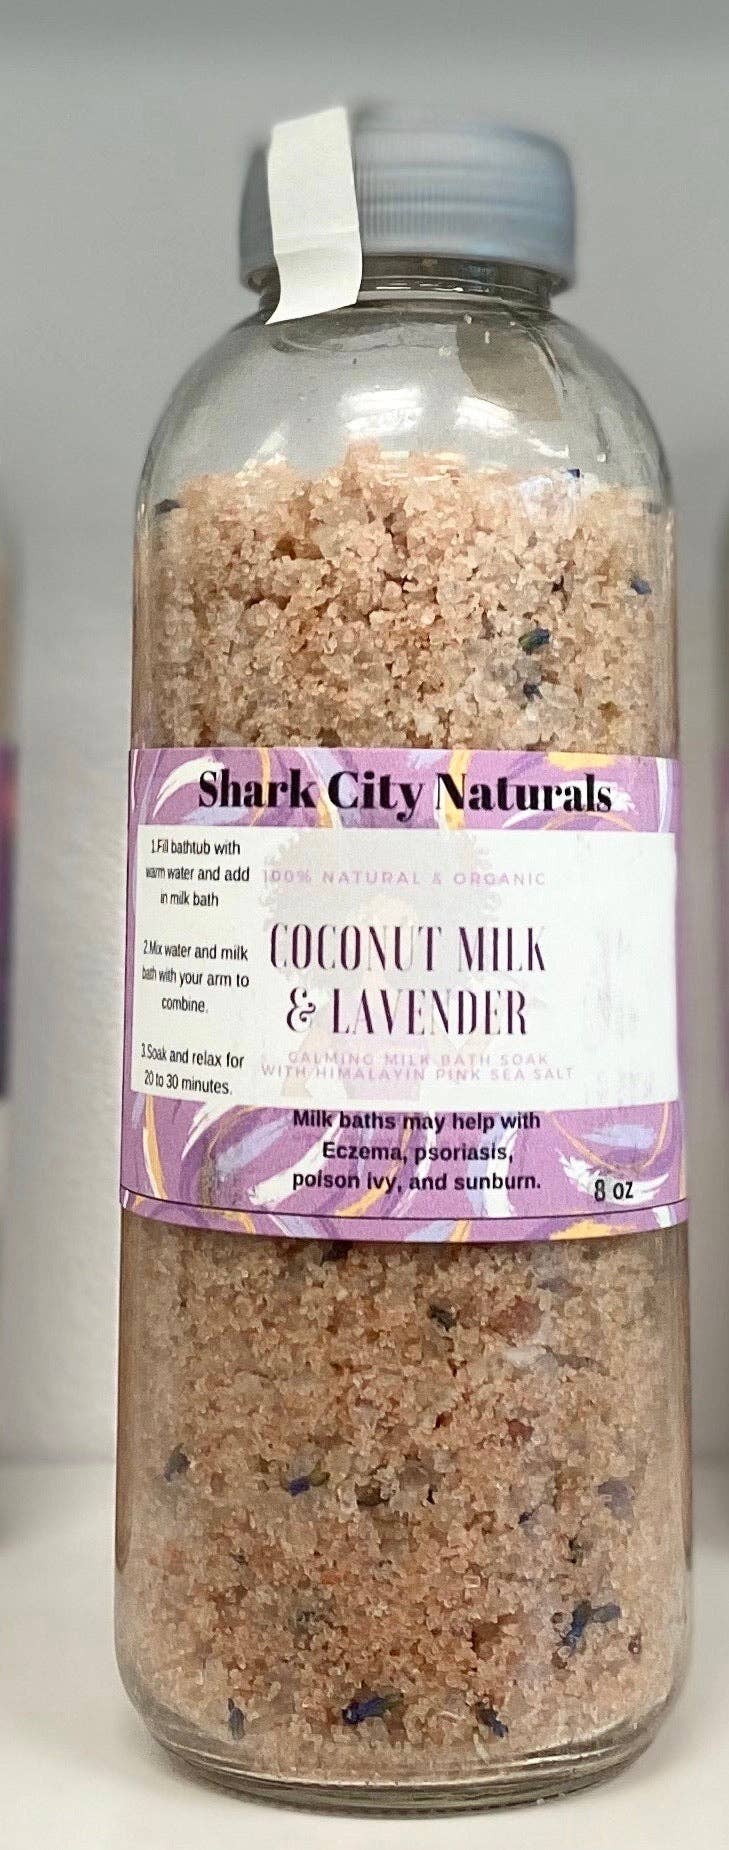 Shark City Naturals
1.Fill bathtub with
warm water and add
in milk bath
2.Mix water and milk
bath with your arm to
combine.
3.Soak and relax for
20 to 30 minutes.
100% NATURAL & ORGANIC
COCONUT MILK
& LAVENDER
CALMING MILK BATH SOAK
WITH HIMALAYIN PINK SEA SALT
Milk baths may help with
Eczema, psoriasis,
poison ivy, and sunburn.
8 oz